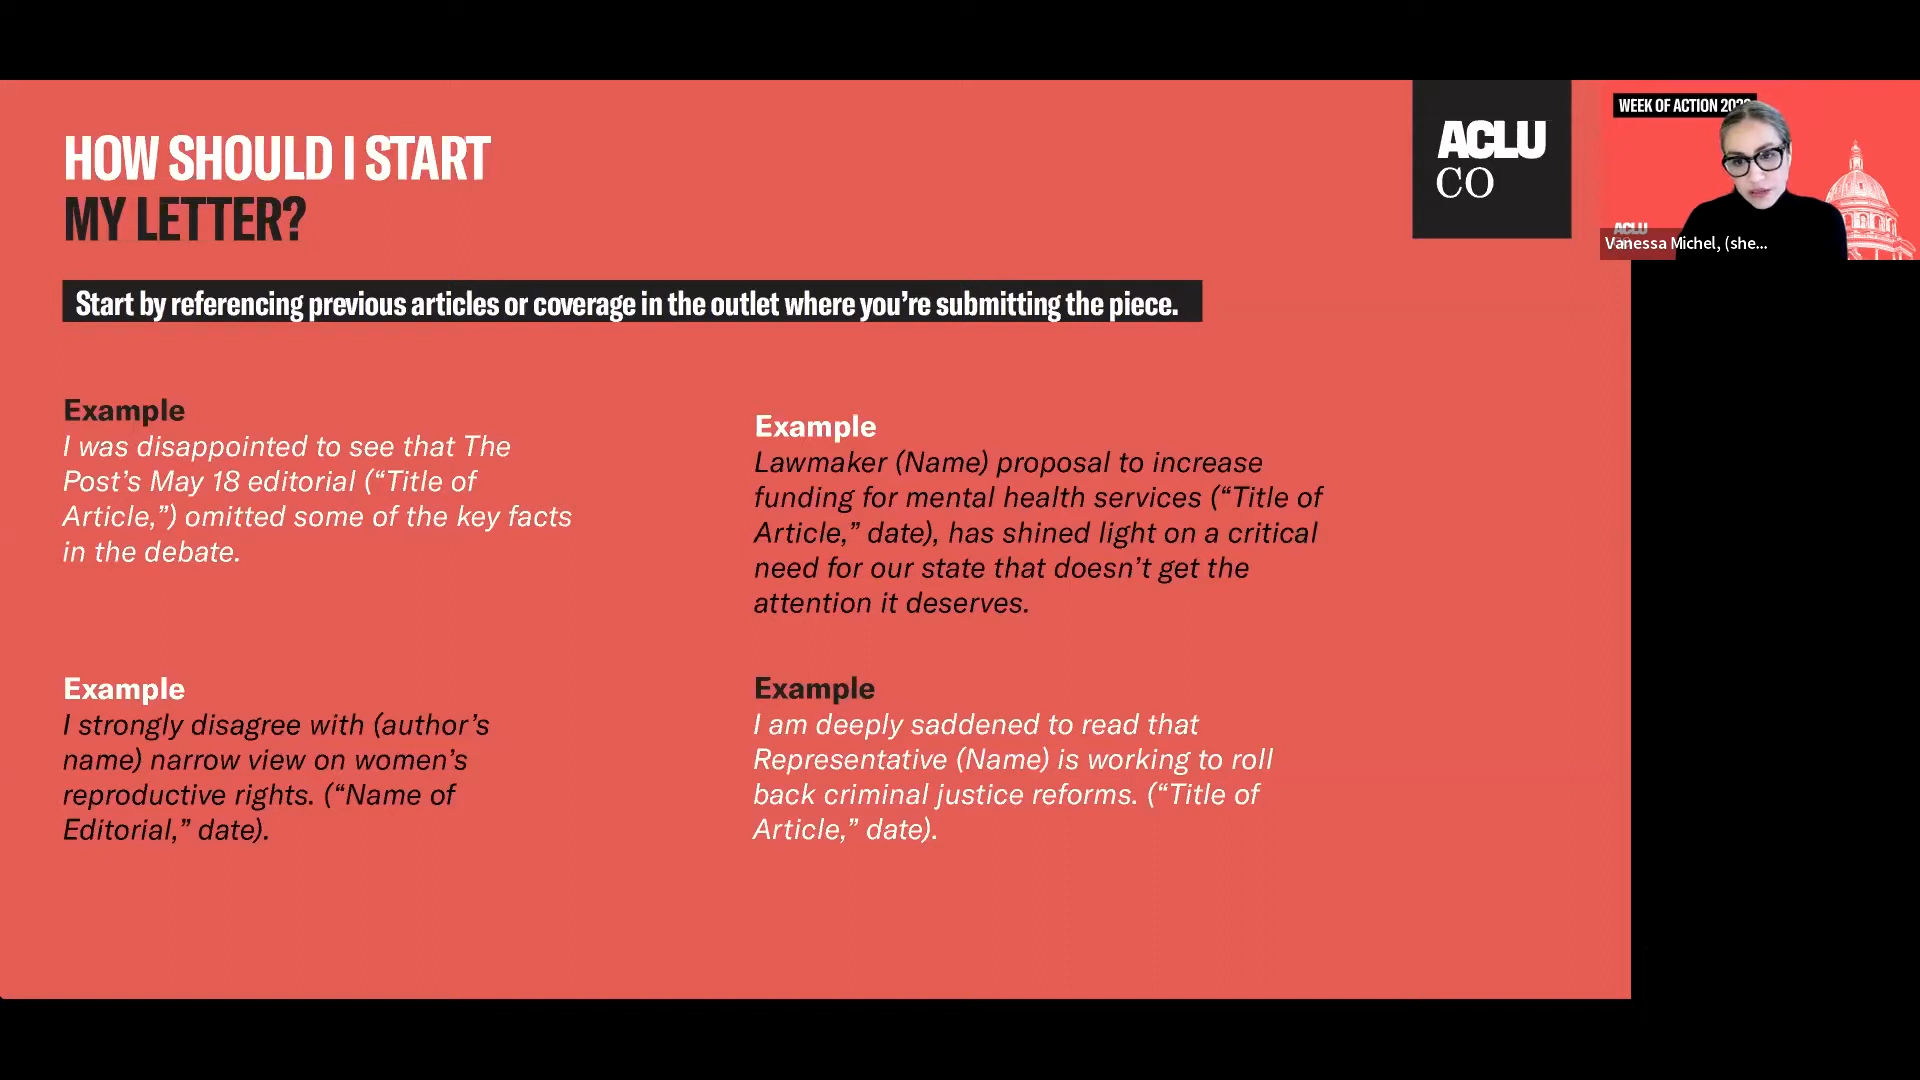 HOW SHOULD I START
MY LETTER?
Start by referencing previous articles or coverage in the outlet where you’re submitting the piece.
Example
I was disappointed to see that The
Post’s May 18 editorial (“Title of
Article,”) omitted some of the key facts
in the debate.
Example
I strongly disagree with (author’s
name) narrow view on women’s
reproductive rights. (“Name of
Editorial,” date).
Example
Lawmaker (Name) proposal to increase
funding for mental health services (“Title of
Article,” date), has shined light on a critical
need for our state that doesn’t get the
attention it deserves.
Example
I am deeply saddened to read that
Representative (Name) is working to roll
back criminal justice reforms. (“Title of
Article,” date).
ACLU
CO
WEEK OF ACTION
ACLU
Vanessa Michel, (she...